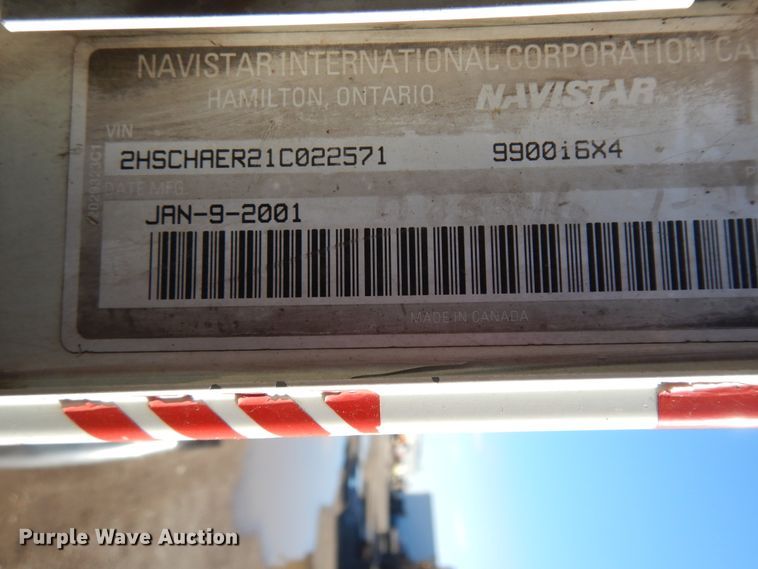 NAVISTAR INTERNATIONAL CORPORATION CA
HAMILTON, ONTARIO NAVISTAR
VIN
2HSCHAER21C022571 9900i6X4
DATE MFG
JAN-9-2001
MADE IN CANADA
Purple Wave Auction